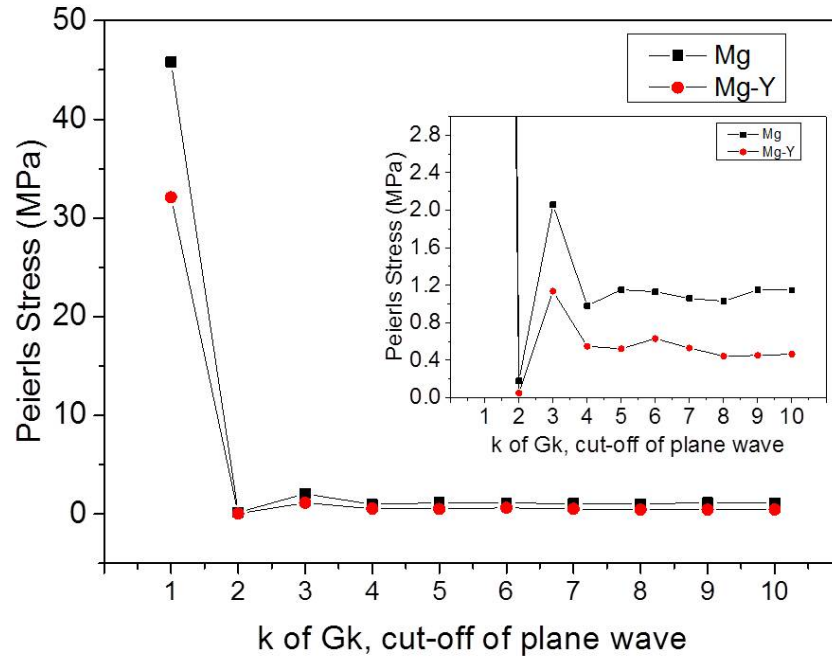 50
40
30
20
10
0
Peierls Stress (MPa)
1 2 3 4 5 6 7 8 9 10
k of Gk, cut-off of plane wave
Mg
Mg-Y
2.8
2.4
2.0
1.6
1.2
0.8
0.4
0.0
Peierls Stress (MPa)
1 2 3 4 5 6 7 8 9 10
k of Gk, cut-off of plane wave
Mg
Mg-Y